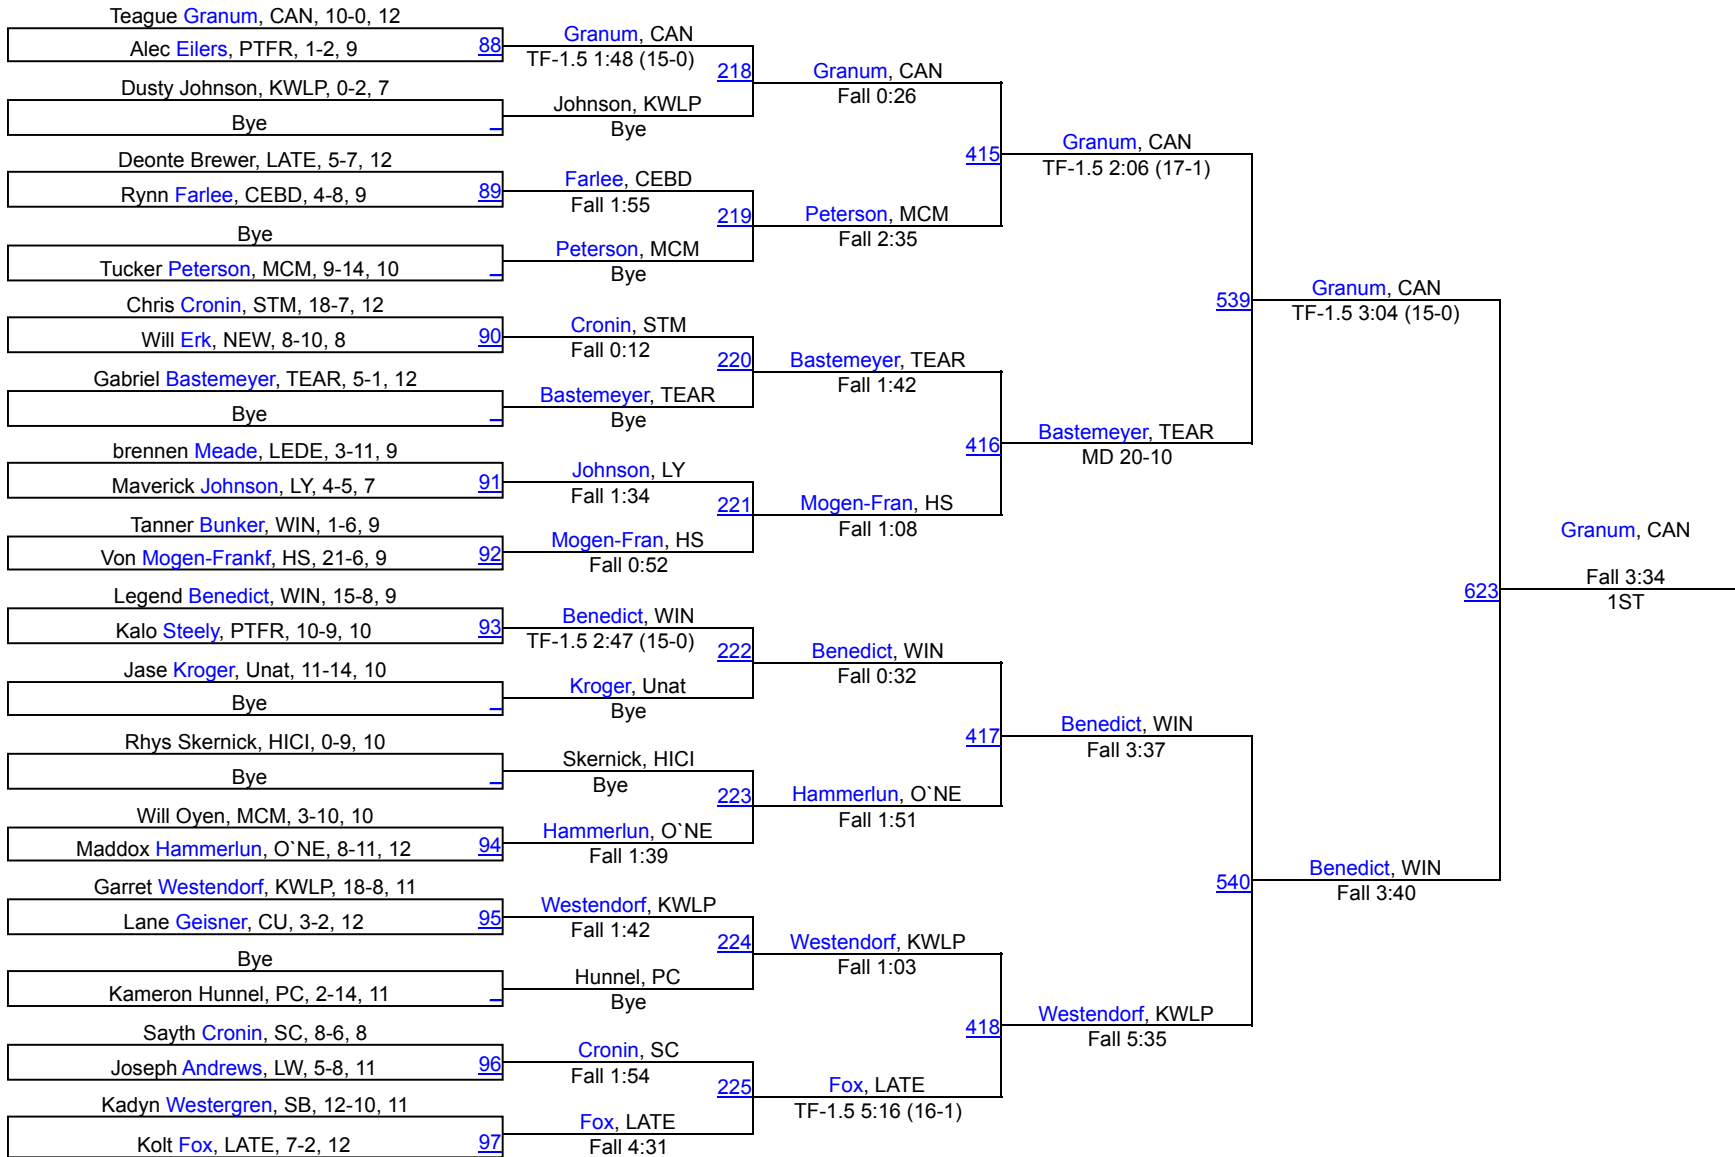 Teague Granum, CAN, 10-0, 12
Alec Eilers, PTFR, 1-2, 9
88
Dusty Johnson, KWLP, 0-2, 7
Bye
Deonte Brewer, LATE, 5-7, 12
Rynn Farlee, CEBD, 4-8, 9
89
Bye
Tucker Peterson, MCM, 9-14, 10
Chris Cronin, STM, 18-7, 12
Will Erk, NEW, 8-10, 8
90
Gabriel Bastemeyer, TEAR, 5-1, 12
Bye
brennen Meade, LEDE, 3-11, 9
Maverick Johnson, LY, 4-5, 7
91
Tanner Bunker, WIN, 1-6, 9
Von Mogen-Frankf, HS, 21-6, 9
92
Legend Benedict, WIN, 15-8, 9
Kalo Steely, PTFR, 10-9, 10
93
Jase Kroger, Unat, 11-14, 10
Bye
Rhys Skernick, HICI, 0-9, 10
Bye
Will Oyen, MCM, 3-10, 10
Maddox Hammerlun, O`NE, 8-11, 12
94
Garret Westendorf, KWLP, 18-8, 11
Lane Geisner, CU, 3-2, 12
95
Bye
Kameron Hunnel, PC, 2-14, 11
Sayth Cronin, SC, 8-6, 8
Joseph Andrews, LW, 5-8, 11
96
Kadyn Westergren, SB, 12-10, 11
Kolt Fox, LATE, 7-2, 12
97
Granum, CAN
TF-1.5 1:48 (15-0)
218
Johnson, KWLP
Bye
Farlee, CEBD
Fall 1:55
219
Peterson, MCM
Bye
Cronin, STM
Fall 0:12
220
Bastemeyer, TEAR
Bye
Johnson, LY
Fall 1:34
221
Mogen-Fran, HS
Fall 0:52
Benedict, WIN
TF-1.5 2:47 (15-0)
222
Kroger, Unat
Bye
Skernick, HICI
Bye
223
Hammerlun, O`NE
Fall 1:39
Westendorf, KWLP
Fall 1:42
224
Hunnel, PC
Bye
Cronin, SC
Fall 1:54
225
Fox, LATE
Fall 4:31
Granum, CAN
Fall 0:26
415
Peterson, MCM
Fall 2:35
Bastemeyer, TEAR
Fall 1:42
416
Mogen-Fran, HS
Fall 1:08
Benedict, WIN
Fall 0:32
417
Hammerlun, O`NE
Fall 1:51
Westendorf, KWLP
Fall 1:03
418
Fox, LATE
TF-1.5 5:16 (16-1)
Granum, CAN
TF-1.5 2:06 (17-1)
539
Bastemeyer, TEAR
MD 20-10
Benedict, WIN
Fall 3:37
540
Westendorf, KWLP
Fall 5:35
Granum, CAN
TF-1.5 3:04 (15-0)
623
Benedict, WIN
Fall 3:40
Granum, CAN
Fall 3:34
1ST